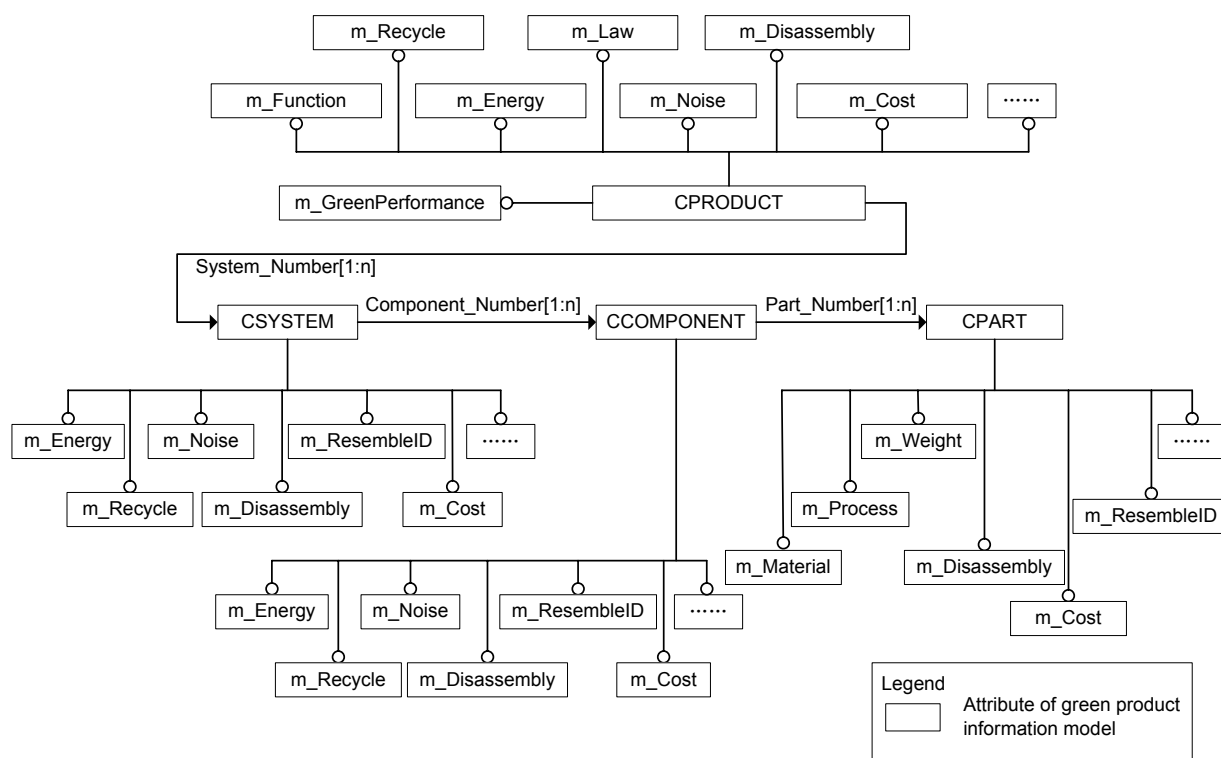 m_Recycle
m_Law
m_Disassembly
m_Function
m_Energy
m_Noise
m_Cost
······
m_GreenPerformance
CPRODUCT
System_Number[1:n]
Component_Number[1:n]
Part_Number[1:n]
CSYSTEM
CCOMPONENT
CPART
m_Energy
m_Noise
m_ResembleID
······
m_Recycle
m_Disassembly
m_Cost
m_Weight
······
m_Process
m_ResembleID
m_Material
m_Disassembly
m_Cost
m_Energy
m_Noise
m_ResembleID
······
m_Recycle
m_Disassembly
m_Cost
Legend
Attribute of green product
information model